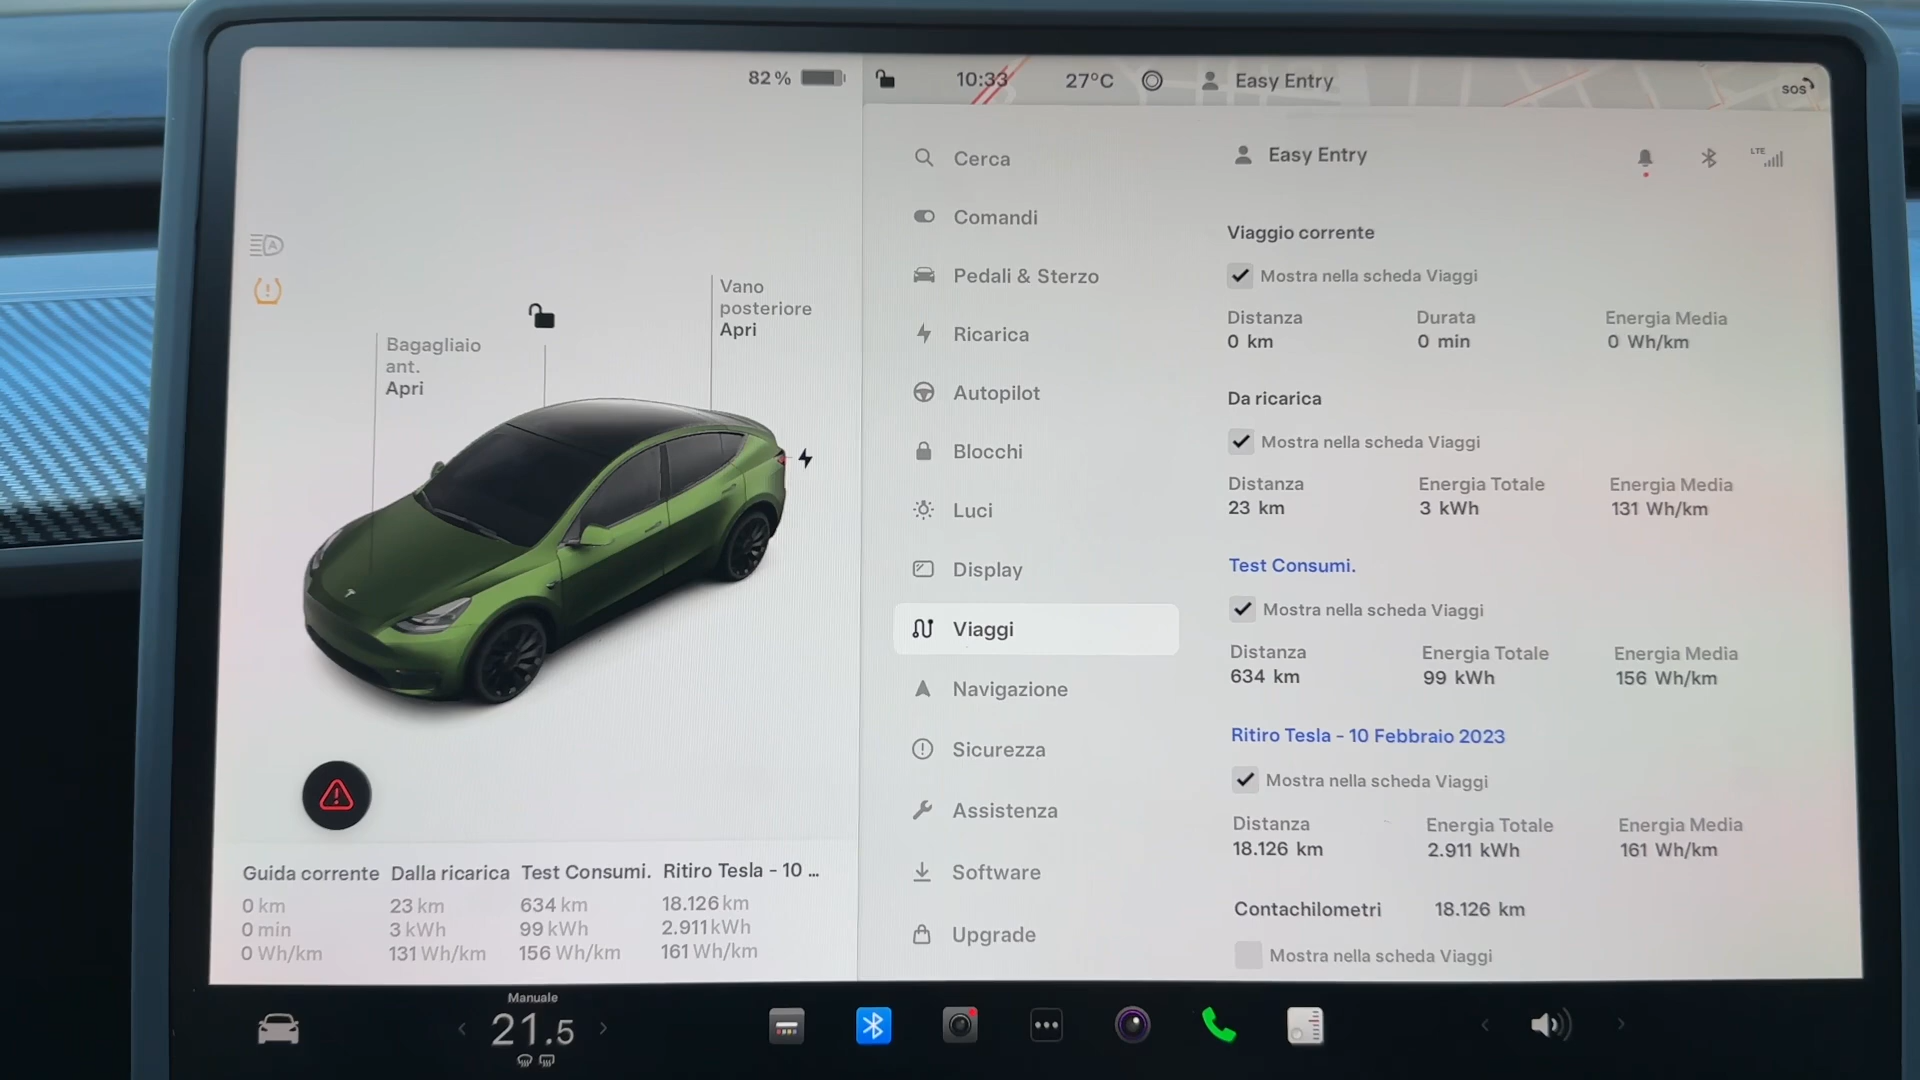 82 %
10:33
27°C
Easy Entry
SOS
Vano
posteriore
Apri
Bagagliaio
ant.
Apri
Guida corrente
0 km
0 min
0 Wh/km
Dalla ricarica
23 km
3 kWh
131 Wh/km
Test Consumi.
634 km
99 kWh
156 Wh/km
Ritiro Tesla - 10 ...
18.126 km
2.911 kWh
161 Wh/km
Cerca
Comandi
Pedali & Sterzo
Ricarica
Autopilot
Blocchi
Luci
Display
Viaggi
Navigazione
Sicurezza
Assistenza
Software
Upgrade
Easy Entry
LTE
Viaggio corrente
Mostra nella scheda Viaggi
Distanza Durata Energia Media
0 km 0 min 0 Wh/km
Da ricarica
Mostra nella scheda Viaggi
Distanza Energia Totale Energia Media
23 km 3 kWh 131 Wh/km
Test Consumi.
Mostra nella scheda Viaggi
Distanza Energia Totale Energia Media
634 km 99 kWh 156 Wh/km
Ritiro Tesla - 10 Febbraio 2023
Mostra nella scheda Viaggi
Distanza Energia Totale Energia Media
18.126 km 2.911 kWh 161 Wh/km
Contachilometri 18.126 km
Mostra nella scheda Viaggi
Manuale
21.5